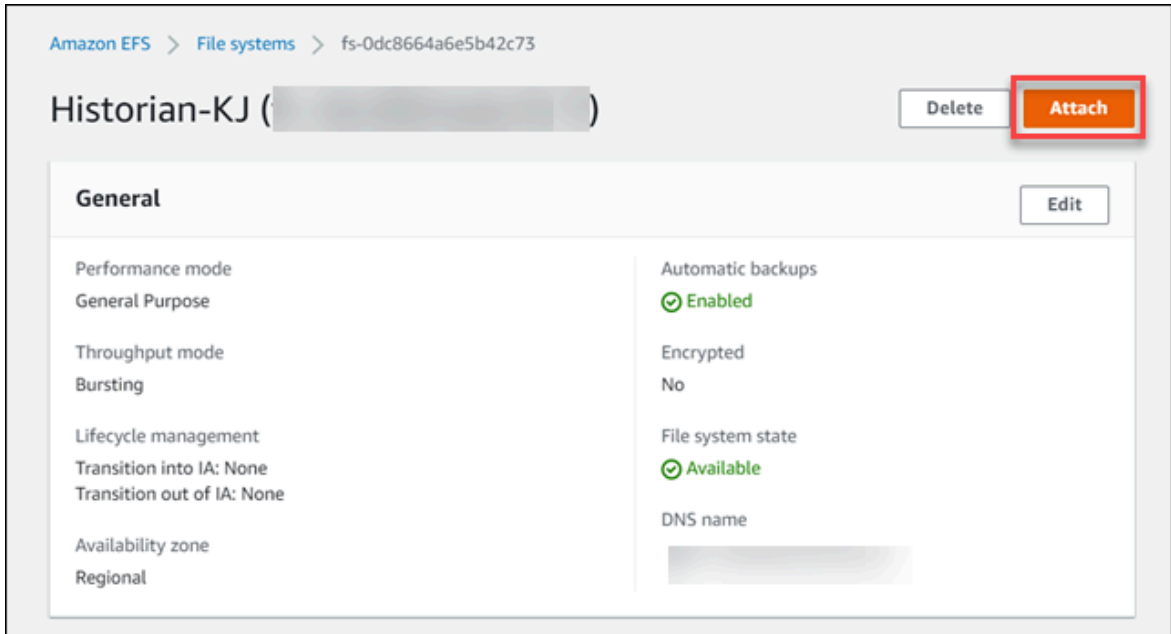 Amazon EFS > File systems > fs-0dc8664a6e5b42c73
Historian-KJ ( )
Delete
Attach
General
Edit
Performance mode
General Purpose
Throughput mode
Bursting
Lifecycle management
Transition into IA: None
Transition out of IA: None
Availability zone
Regional
Automatic backups
Enabled
Encrypted
No
File system state
Available
DNS name